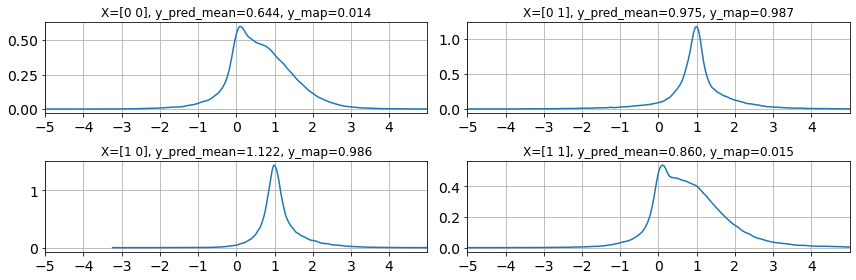 X=[0 0], y_pred_mean=0.644, y_map=0.014
0.50
0.25
0.00
−5 −4 −3 −2 −1 0 1 2 3 4
X=[0 1], y_pred_mean=0.975, y_map=0.987
1.0
0.5
0.0
−5 −4 −3 −2 −1 0 1 2 3 4
X=[1 0], y_pred_mean=1.122, y_map=0.986
1
0
−5 −4 −3 −2 −1 0 1 2 3 4
X=[1 1], y_pred_mean=0.860, y_map=0.015
0.4
0.2
0.0
−5 −4 −3 −2 −1 0 1 2 3 4